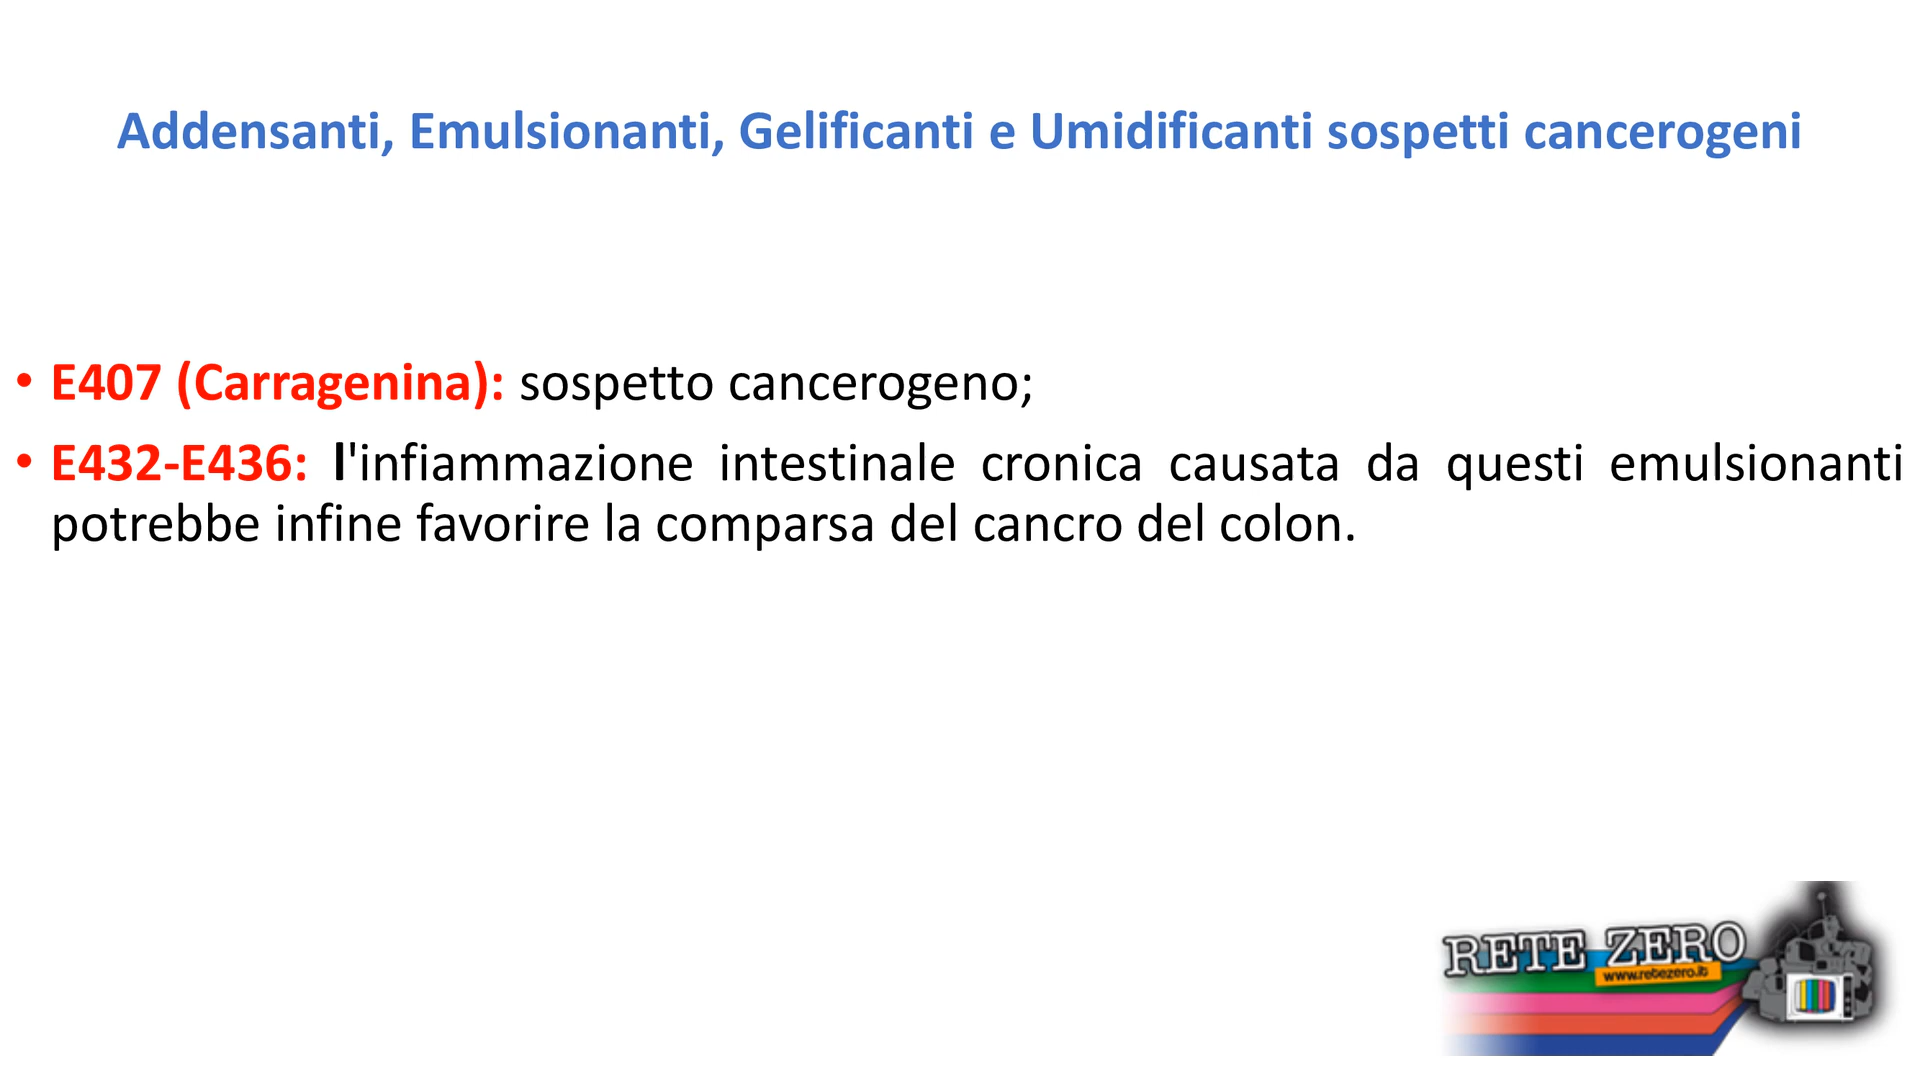 Addensanti, Emulsionanti, Gelificanti e Umidificanti sospetti cancerogeni
• E407 (Carragenina): sospetto cancerogeno;
• E432-E436: l'infiammazione intestinale cronica causata da questi emulsionanti
potrebbe infine favorire la comparsa del cancro del colon.
RETE ZERO
www.retezero.it